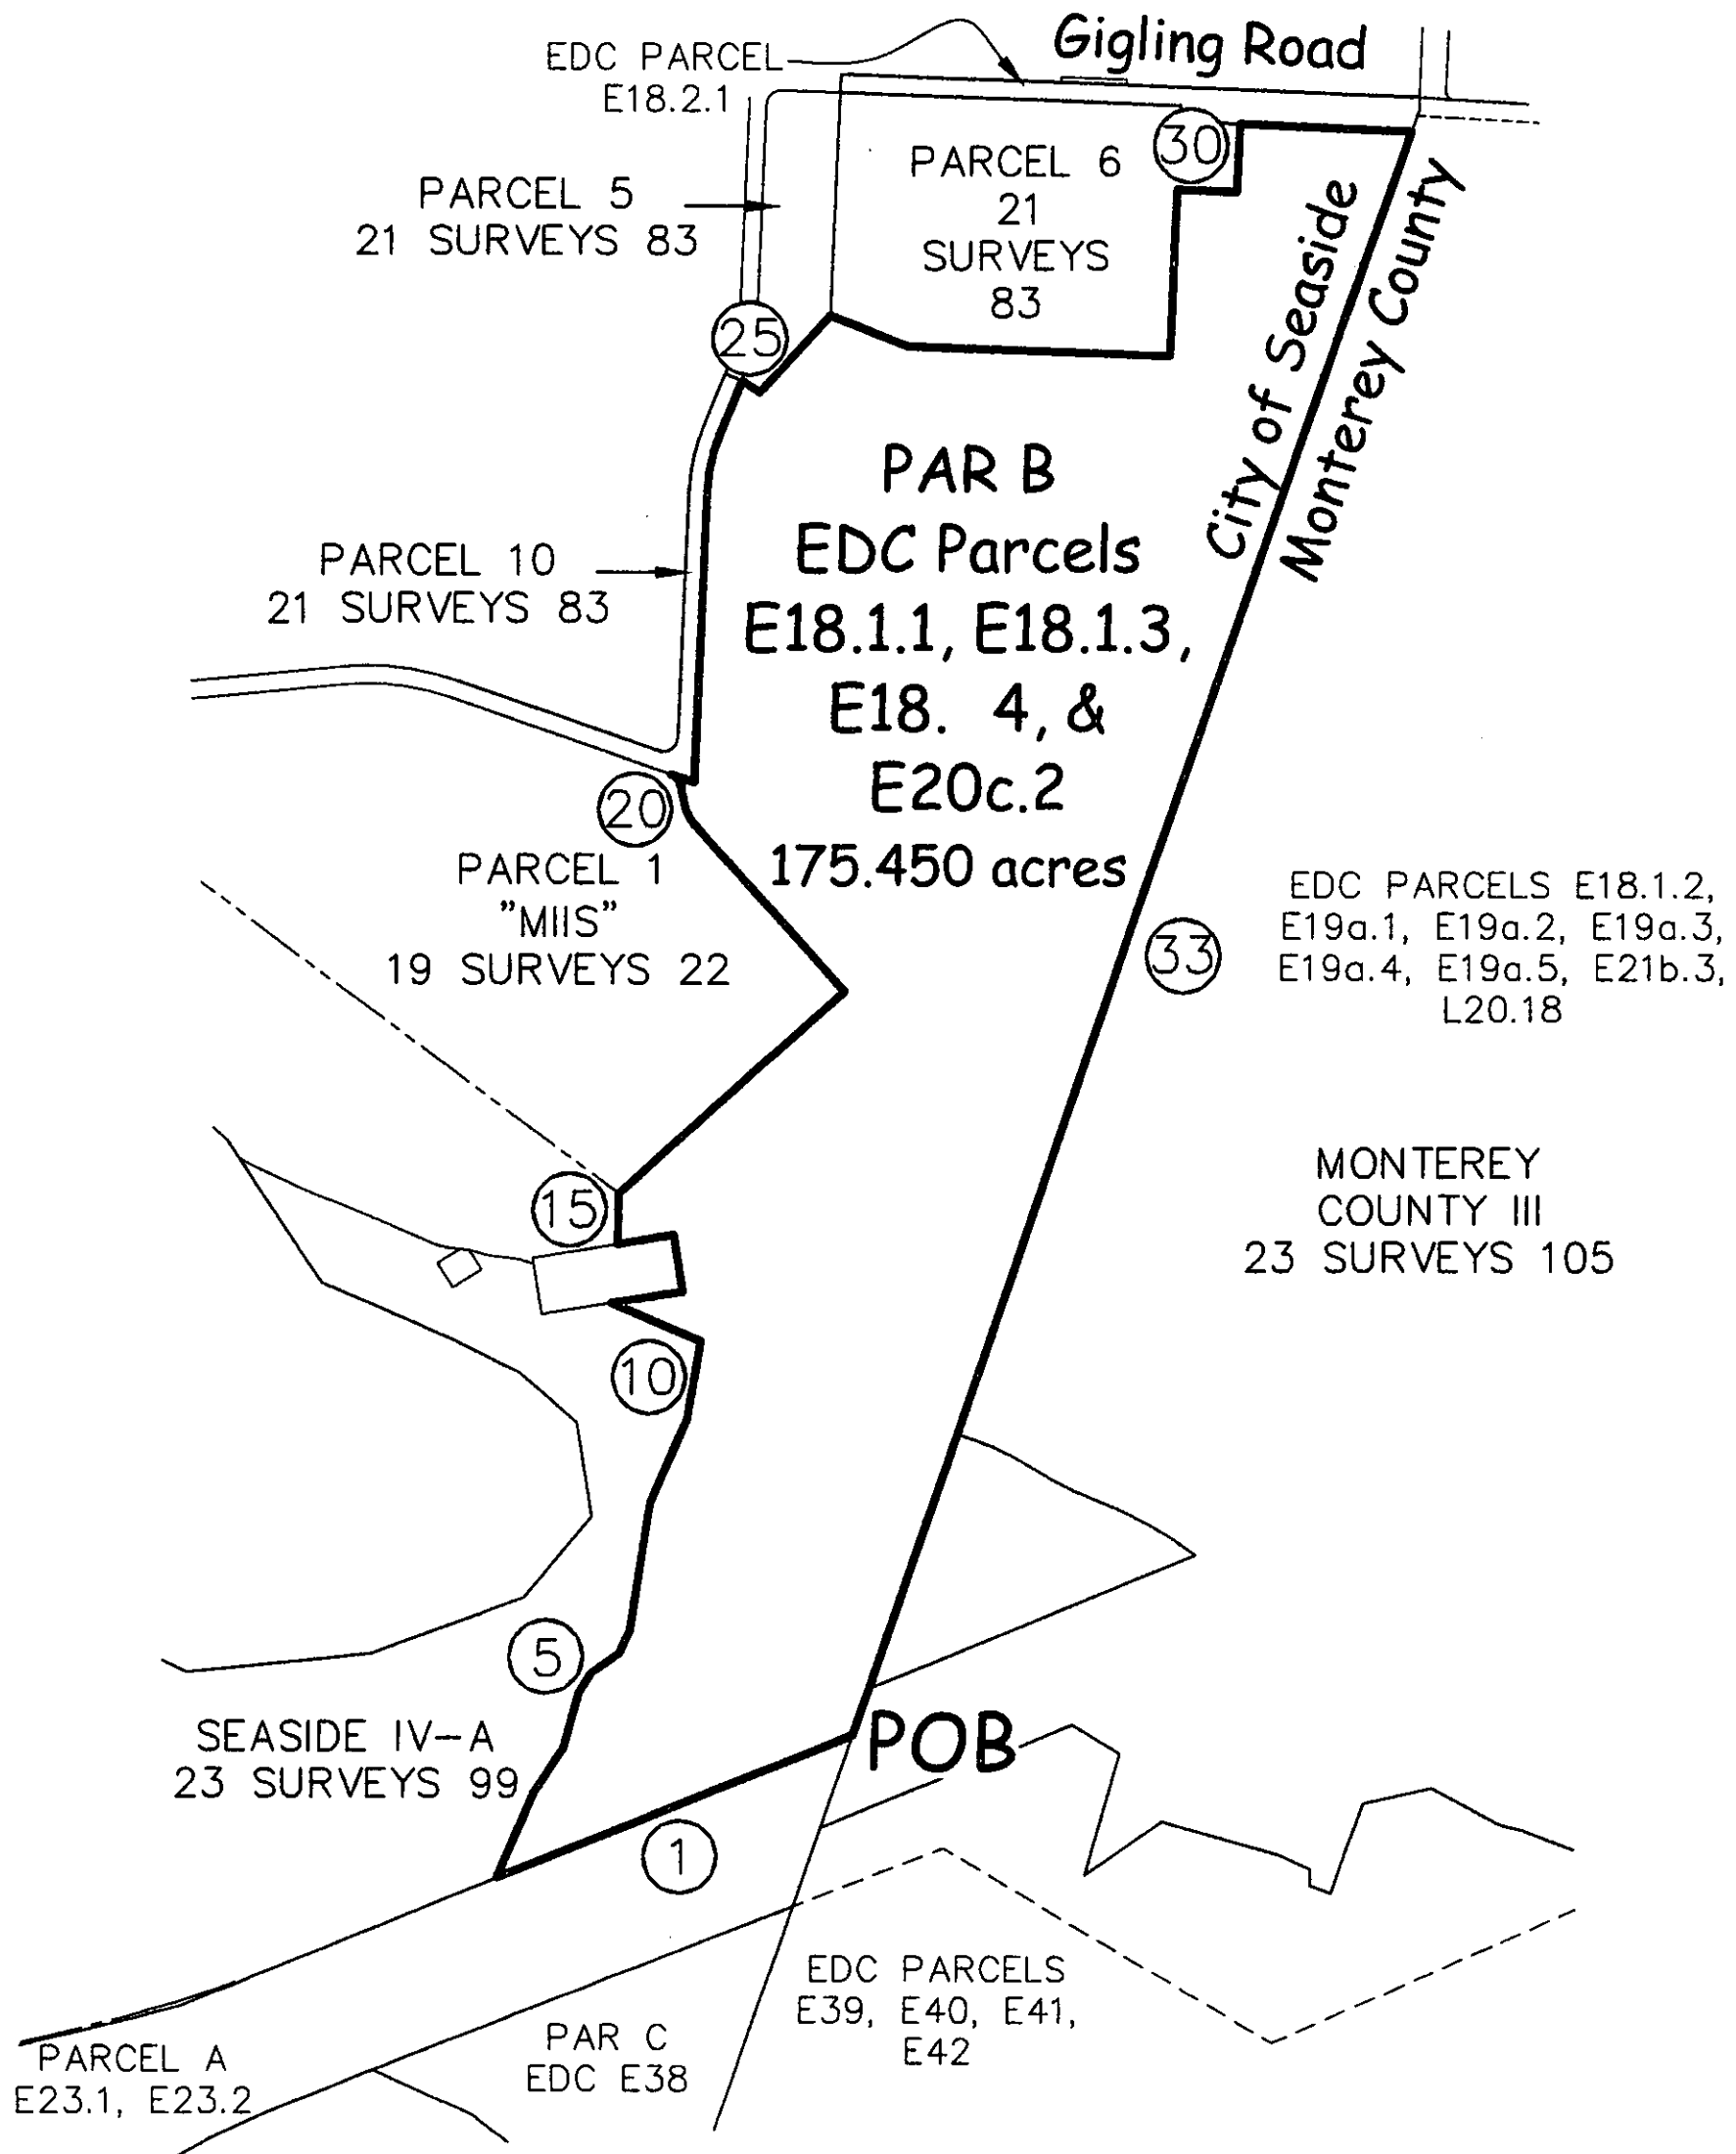 Gigling Road
EDC PARCEL
E18.2.1
30
PARCEL 6
21
SURVEYS
83
PARCEL 5
21 SURVEYS 83
City of Seaside
Monterey County
25
PAR B
EDC Parcels
E18.1.1, E18.1.3,
E18. 4, &
E20c.2
175.450 acres
PARCEL 10
21 SURVEYS 83
20
PARCEL 1
"MIIS"
19 SURVEYS 22
33
EDC PARCELS E18.1.2,
E19a.1, E19a.2, E19a.3,
E19a.4, E19a.5, E21b.3,
L20.18
MONTEREY
COUNTY III
23 SURVEYS 105
15
10
5
SEASIDE IV-A
23 SURVEYS 99
POB
1
EDC PARCELS
E39, E40, E41,
E42
PAR C
EDC E38
PARCEL A
E23.1, E23.2